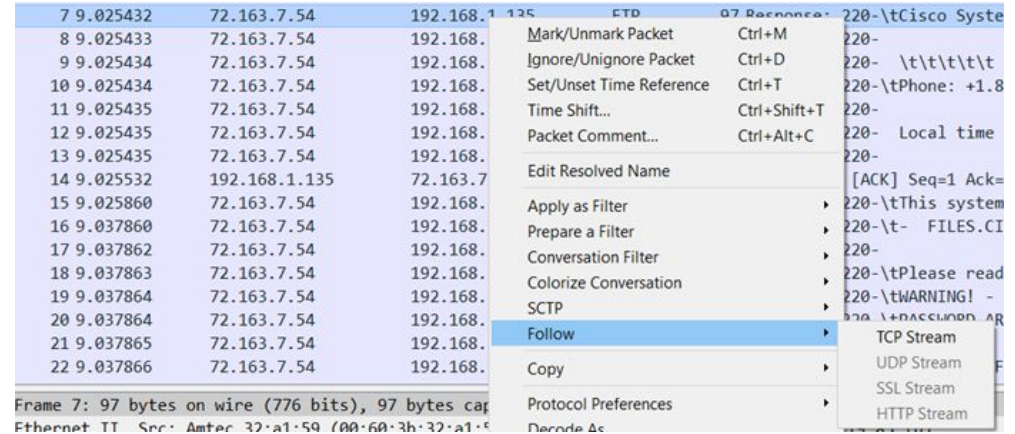 7 9.025432 72.163.7.54 192.168.1.135 FTP 97 Response: 220-\tCisco Syste
8 9.025433 72.163.7.54 192.168. 220-
9 9.025434 72.163.7.54 192.168. 220- \t\t\t\t\t
10 9.025434 72.163.7.54 192.168. 220-\tPhone: +1.8
11 9.025435 72.163.7.54 192.168. 220-
12 9.025435 72.163.7.54 192.168. 220- Local time
13 9.025435 72.163.7.54 192.168. 220-
14 9.025532 192.168.1.135 72.163.7 [ACK] Seq=1 Ack=
15 9.025860 72.163.7.54 192.168. 220-\tThis system
16 9.037860 72.163.7.54 192.168. 220-\t- FILES.CI
17 9.037862 72.163.7.54 192.168. 220-
18 9.037863 72.163.7.54 192.168. 220-\tPlease read
19 9.037864 72.163.7.54 192.168. 220-\tWARNING! -
20 9.037864 72.163.7.54 192.168. 220-\tPASSWORD AR
21 9.037865 72.163.7.54 192.168.
22 9.037866 72.163.7.54 192.168. F
Mark/Unmark Packet Ctrl+M
Ignore/Unignore Packet Ctrl+D
Set/Unset Time Reference Ctrl+T
Time Shift... Ctrl+Shift+T
Packet Comment... Ctrl+Alt+C
Edit Resolved Name
Apply as Filter
Prepare a Filter
Conversation Filter
Colorize Conversation
SCTP
Follow
Copy
Protocol Preferences
Decode As
TCP Stream
UDP Stream
SSL Stream
HTTP Stream
Frame 7: 97 bytes on wire (776 bits), 97 bytes cap
Ethernet II, Src: Amtec 32:a1:59 (00:60:3b:32:a1:5